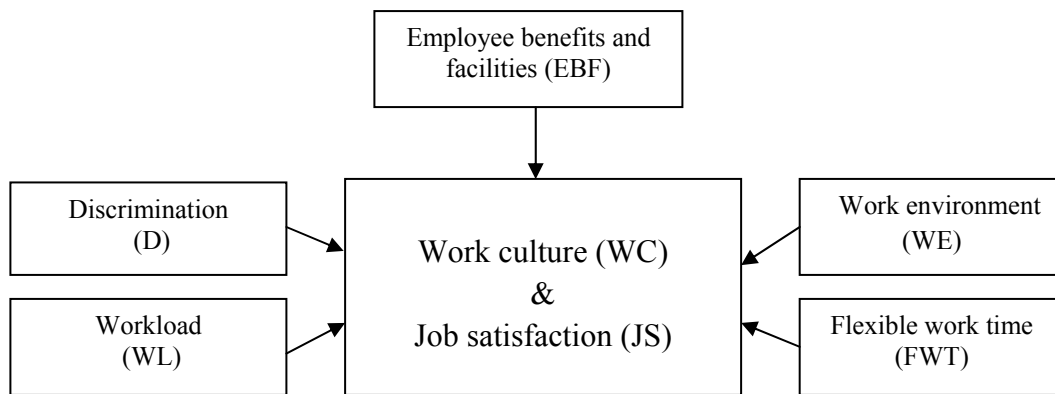 Employee benefits and
facilities (EBF)
Discrimination
(D)
Work culture (WC)
&
Job satisfaction (JS)
Work environment
(WE)
Workload
(WL)
Flexible work time
(FWT)